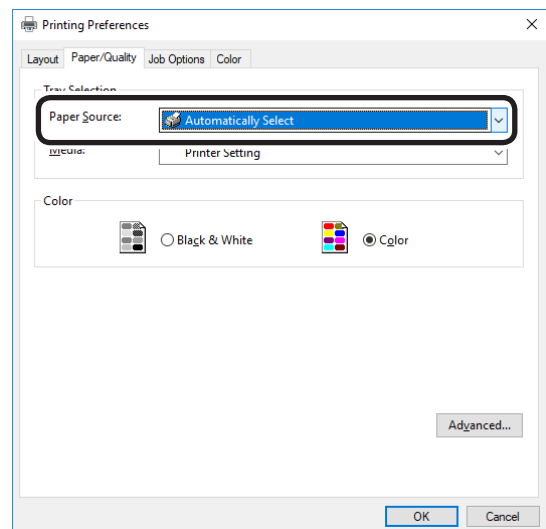 Printing Preferences
Layout Paper/Quality Job Options Color
Tray Selection
Paper Source: Automatically Select
Media: Printer Setting
Color
Black & White Color
Advanced...
OK Cancel